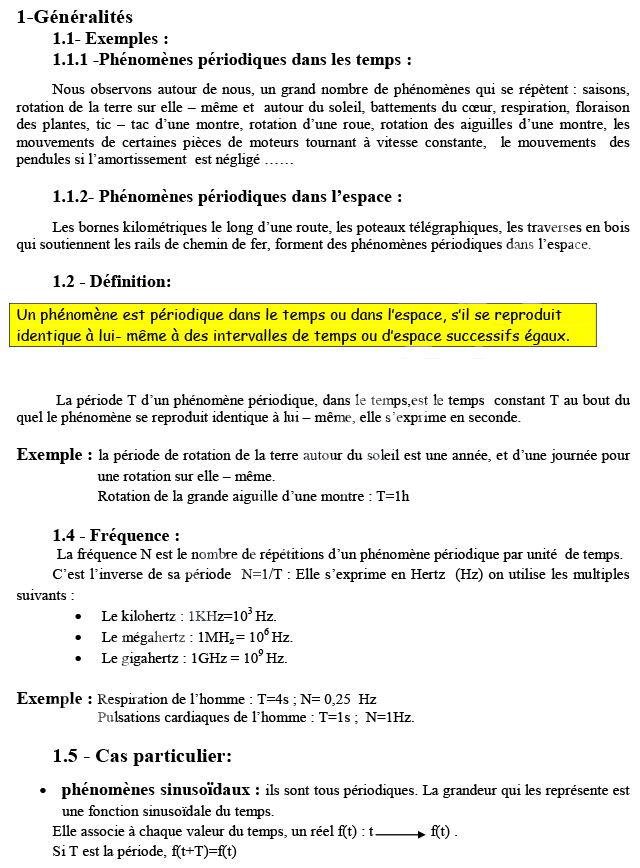 1-Généralités
1.1- Exemples :
1.1.1 -Phénomènes périodiques dans les temps :
Nous observons autour de nous, un grand nombre de phénomènes qui se répètent : saisons,
rotation de la terre sur elle – même et autour du soleil, battements du cœur, respiration, floraison
des plantes, tic – tac d'une montre, rotation d'une roue, rotation des aiguilles d'une montre, les
mouvements de certaines pièces de moteurs tournant à vitesse constante, le mouvements des
pendules si l'amortissement est négligé ……
1.1.2- Phénomènes périodiques dans l'espace :
Les bornes kilométriques le long d'une route, les poteaux télégraphiques, les traverses en bois
qui soutiennent les rails de chemin de fer, forment des phénomènes périodiques dans l'espace.
1.2 - Définition:
Un phénomène est périodique dans le temps ou dans l'espace, s'il se reproduit
identique à lui- même à des intervalles de temps ou d'espace successifs égaux.
La période T d'un phénomène périodique, dans le temps,est le temps constant T au bout du
quel le phénomène se reproduit identique à lui – même, elle s'exprime en seconde.
Exemple : la période de rotation de la terre autour du soleil est une année, et d'une journée pour
une rotation sur elle – même.
Rotation de la grande aiguille d'une montre : T=1h
1.4 - Fréquence :
La fréquence N est le nombre de répétitions d'un phénomène périodique par unité de temps.
C'est l'inverse de sa période N=1/T : Elle s'exprime en Hertz (Hz) on utilise les multiples
suivants :
• Le kilohertz : 1KHz=10³ Hz.
• Le mégahertz : 1MHz = 10⁶ Hz.
• Le gigahertz : 1GHz = 10⁹ Hz.
Exemple : Respiration de l'homme : T=4s ; N= 0,25 Hz
Pulsations cardiaques de l'homme : T=1s ; N=1Hz.
1.5 - Cas particulier:
• phénomènes sinusoïdaux : ils sont tous périodiques. La grandeur qui les représente est
une fonction sinusoïdale du temps.
Elle associe à chaque valeur du temps, un réel f(t) : t ⟶ f(t) .
Si T est la période, f(t+T)=f(t)